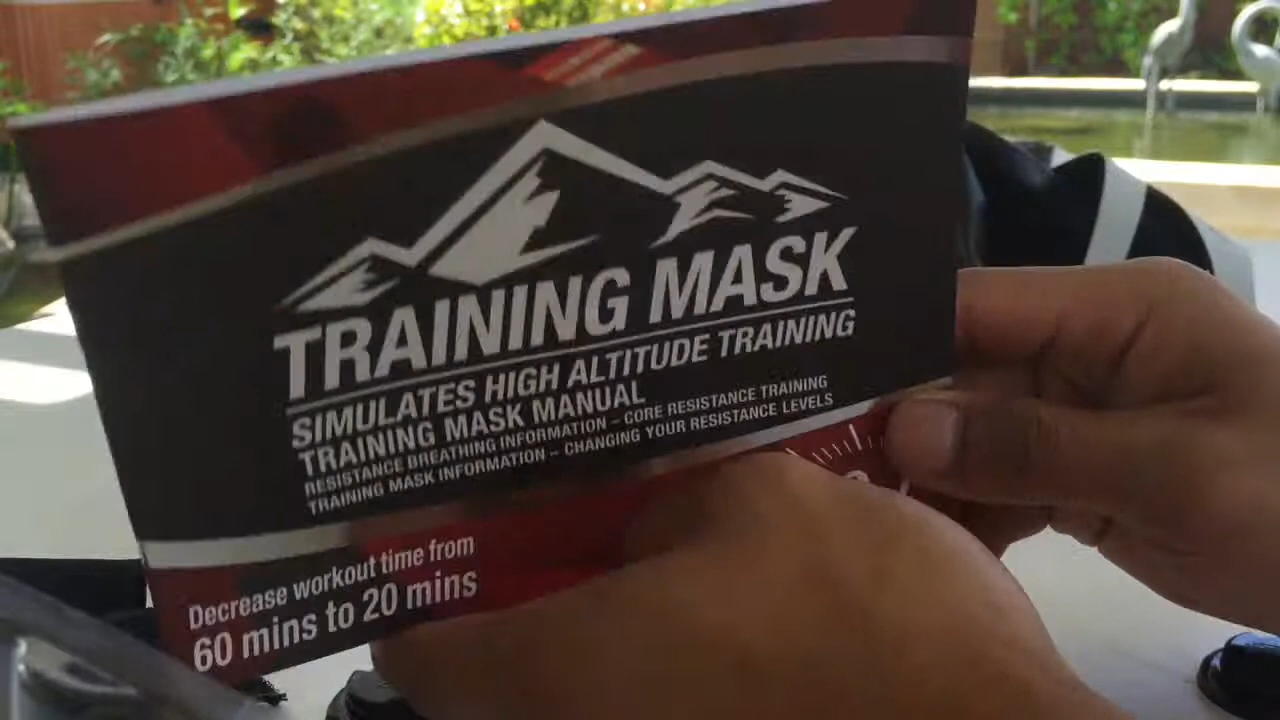 TRAINING MASK
SIMULATES HIGH ALTITUDE TRAINING
TRAINING MASK MANUAL
RESISTANCE BREATHING INFORMATION – CORE RESISTANCE TRAINING
TRAINING MASK INFORMATION – CHANGING YOUR RESISTANCE LEVELS
Decrease workout time from
60 mins to 20 mins